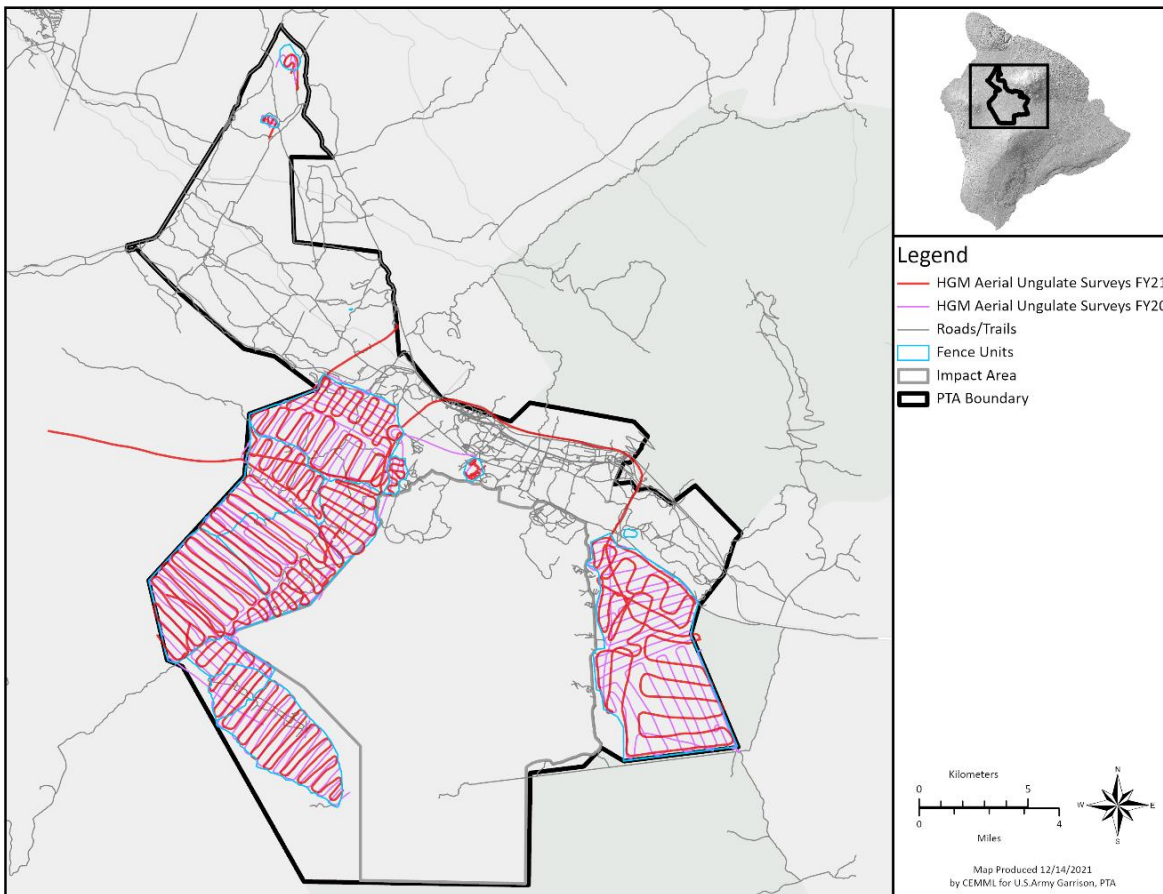 Legend
HGM Aerial Ungulate Surveys FY21
HGM Aerial Ungulate Surveys FY20
Roads/Trails
Fence Units
Impact Area
PTA Boundary
Kilometers
0 5
0 4
Miles
N
W E
S
Map Produced 12/14/2021
by CEMML for U.S.Army Garrison, PTA